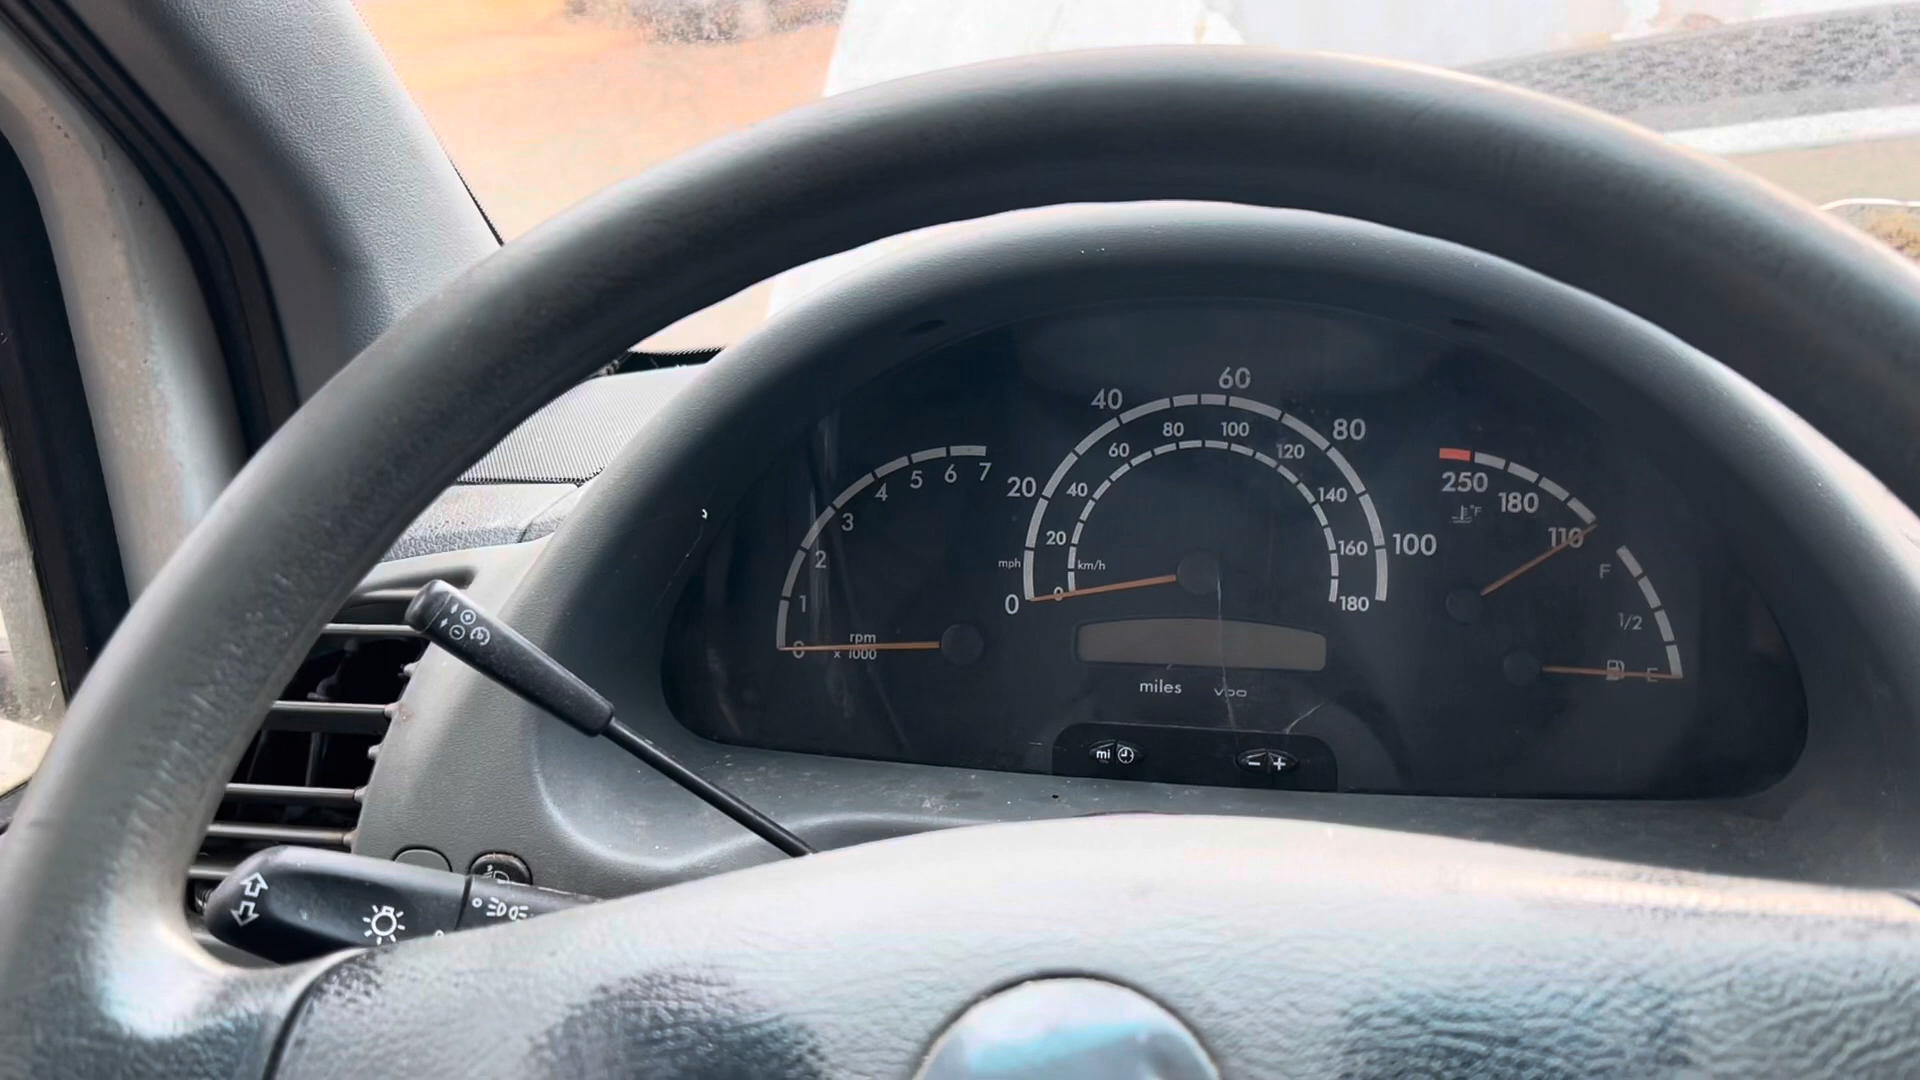 0 1 2 3 4 5 6 7
rpm
x 1000
0 20 40 60 80 100
mph
0 20 40 60 80 100 120 140 160 180
km/h
miles VDO
mi
- +
250 180 110
°F
F
1/2
E